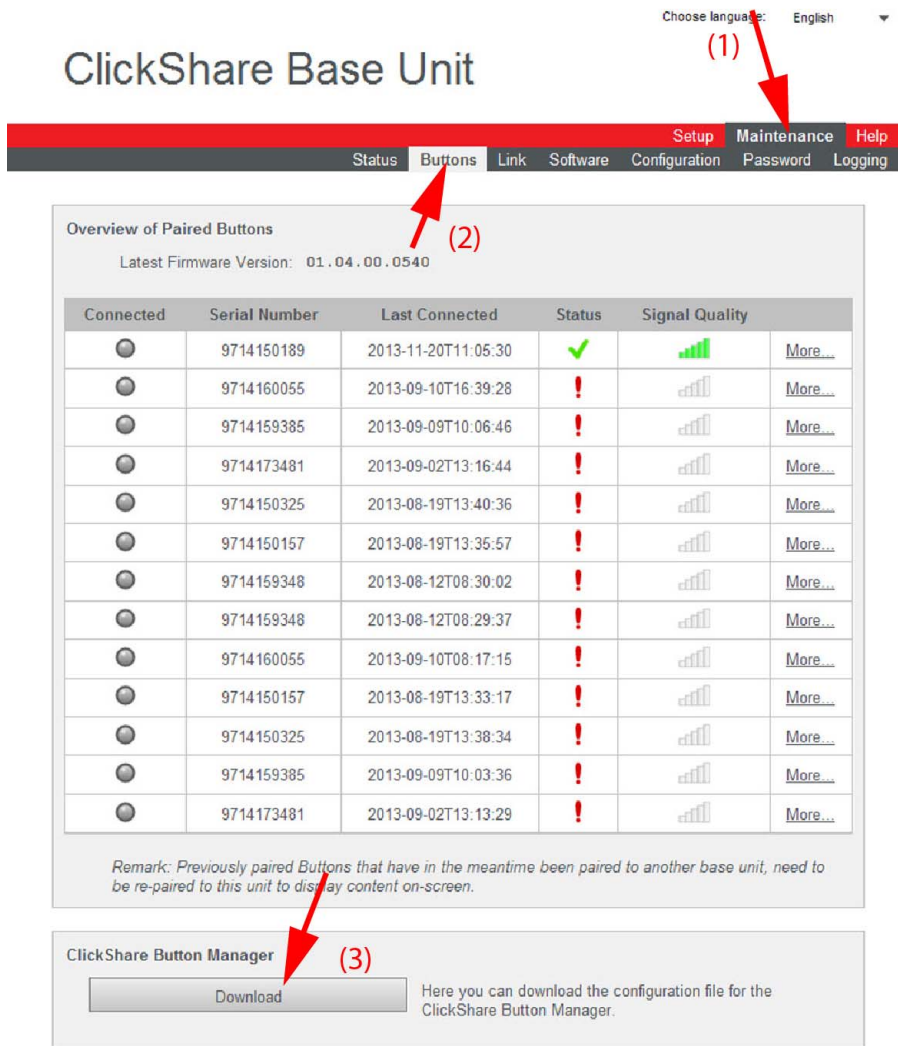 Choose language: English
(1)
ClickShare Base Unit
Setup Maintenance Help
Status Buttons Link Software Configuration Password Logging
(2)
Overview of Paired Buttons
Latest Firmware Version: 01.04.00.0540
Connected Serial Number Last Connected Status Signal Quality
9714150189 2013-11-20T11:05:30 More...
9714160055 2013-09-10T16:39:28 More...
9714159385 2013-09-09T10:06:46 More...
9714173481 2013-09-02T13:16:44 More...
9714150325 2013-08-19T13:40:36 More...
9714150157 2013-08-19T13:35:57 More...
9714159348 2013-08-12T08:30:02 More...
9714159348 2013-08-12T08:29:37 More...
9714160055 2013-09-10T08:17:15 More...
9714150157 2013-08-19T13:33:17 More...
9714150325 2013-08-19T13:38:34 More...
9714159385 2013-09-09T10:03:36 More...
9714173481 2013-09-02T13:13:29 More...
Remark: Previously paired Buttons that have in the meantime been paired to another base unit, need to
be re-paired to this unit to display content on-screen.
ClickShare Button Manager
(3)
Download
Here you can download the configuration file for the
ClickShare Button Manager.